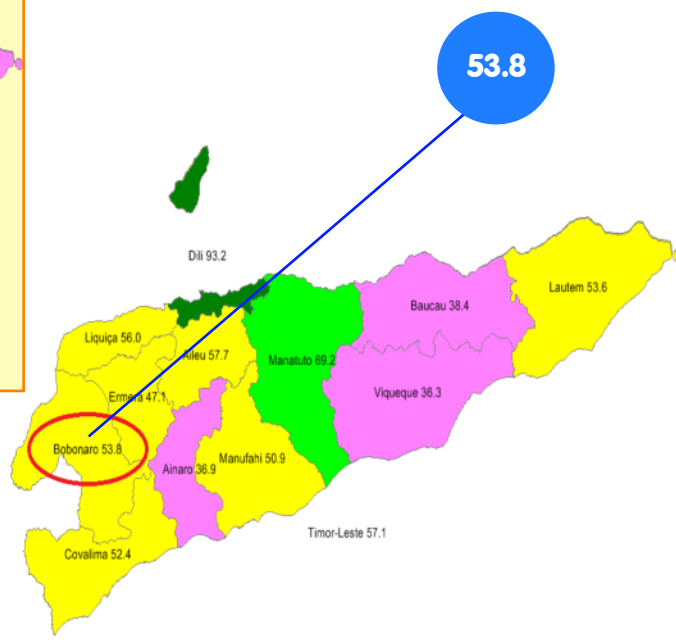 53.8
Dili 93.2
Lautem 53.6
Baucau 38.4
Liquiça 56.0
Aileu 57.7
Manatuto 69.2
Viqueque 36.3
Ermera 47.1
Bobonaro 53.8
Manufahi 50.9
Ainaro 36.9
Timor-Leste 57.1
Covalima 52.4